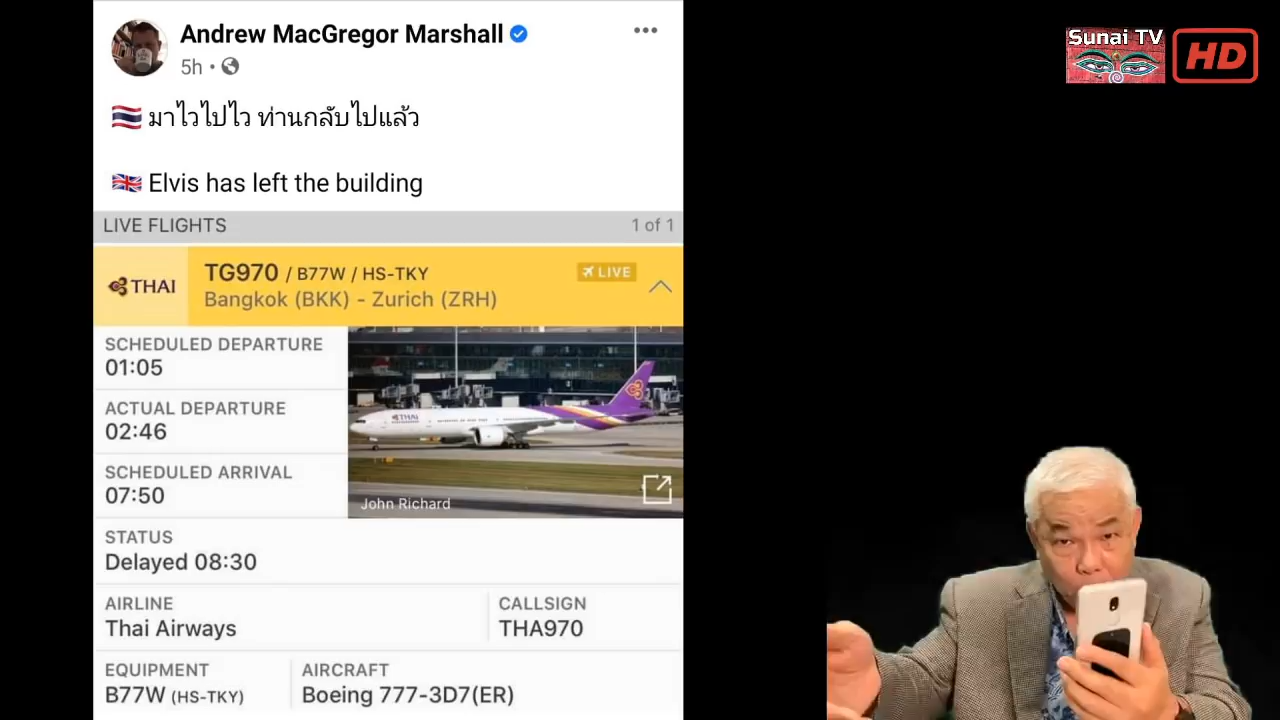 Andrew MacGregor Marshall
5h
🇹🇭 มาไวไปไว ท่านกลับไปแล้ว
🇬🇧 Elvis has left the building
LIVE FLIGHTS 1 of 1
THAI
TG970 / B77W / HS-TKY
LIVE
Bangkok (BKK) - Zurich (ZRH)
SCHEDULED DEPARTURE
01:05
ACTUAL DEPARTURE
02:46
SCHEDULED ARRIVAL
07:50
THAI
John Richard
STATUS
Delayed 08:30
AIRLINE
Thai Airways
CALLSIGN
THA970
EQUIPMENT
B77W (HS-TKY)
AIRCRAFT
Boeing 777-3D7(ER)
Sunai TV
HD